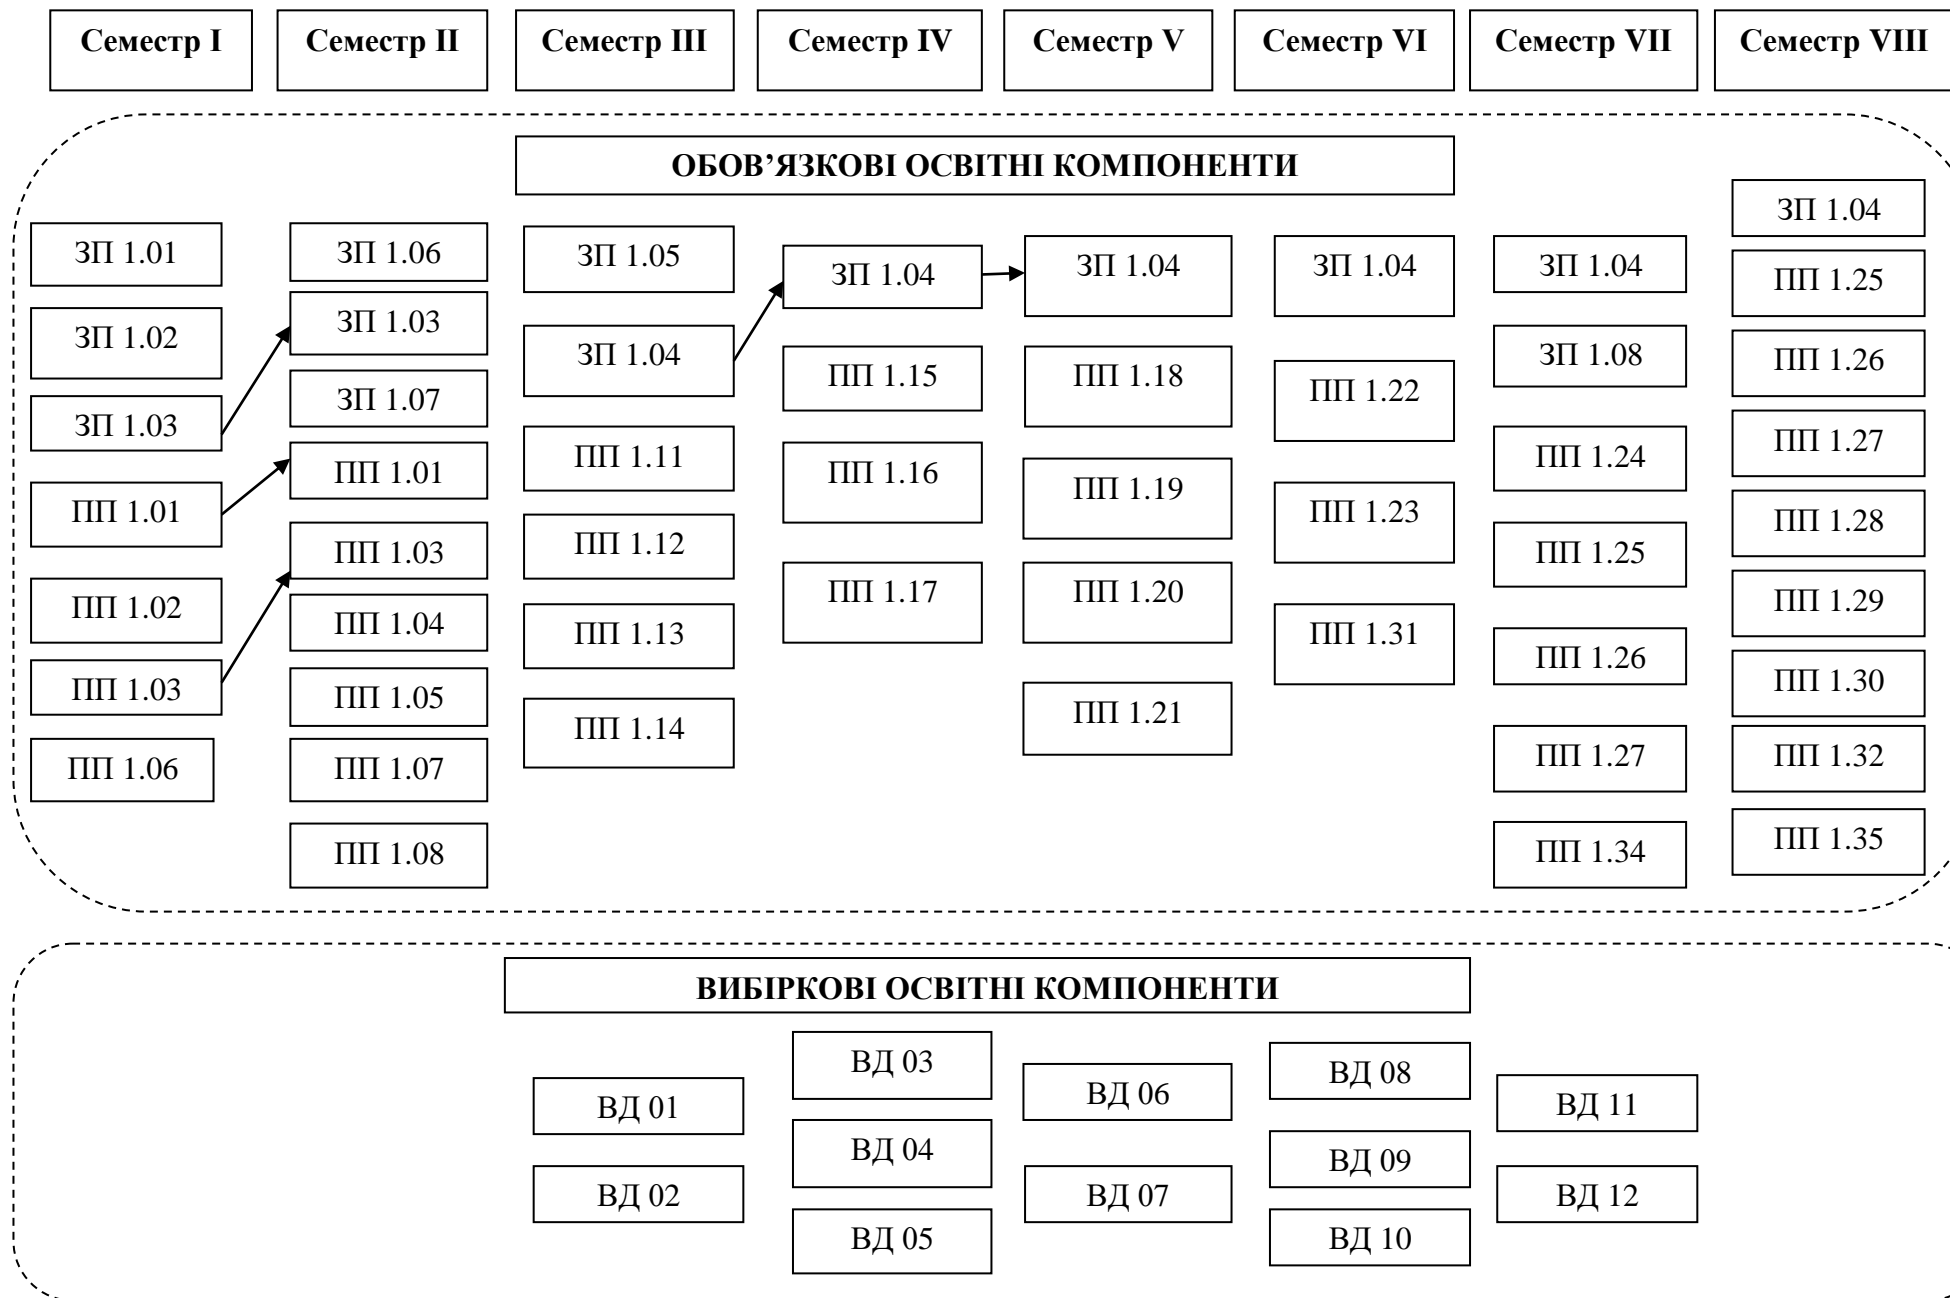 Семестр I
Семестр II
Семестр III
Семестр IV
Семестр V
Семестр VI
Семестр VII
Семестр VIII
ОБОВ’ЯЗКОВІ ОСВІТНІ КОМПОНЕНТИ
ЗП 1.01
ЗП 1.02
ЗП 1.03
ПП 1.01
ПП 1.02
ПП 1.03
ПП 1.06
ЗП 1.06
ЗП 1.03
ЗП 1.07
ПП 1.01
ПП 1.03
ПП 1.04
ПП 1.05
ПП 1.07
ПП 1.08
ЗП 1.05
ЗП 1.04
ПП 1.11
ПП 1.12
ПП 1.13
ПП 1.14
ЗП 1.04
ПП 1.15
ПП 1.16
ПП 1.17
ЗП 1.04
ПП 1.18
ПП 1.19
ПП 1.20
ПП 1.21
ЗП 1.04
ПП 1.22
ПП 1.23
ПП 1.31
ЗП 1.04
ЗП 1.08
ПП 1.24
ПП 1.25
ПП 1.26
ПП 1.27
ПП 1.34
ЗП 1.04
ПП 1.25
ПП 1.26
ПП 1.27
ПП 1.28
ПП 1.29
ПП 1.30
ПП 1.32
ПП 1.35
ВИБІРКОВІ ОСВІТНІ КОМПОНЕНТИ
ВД 01
ВД 02
ВД 03
ВД 04
ВД 05
ВД 06
ВД 07
ВД 08
ВД 09
ВД 10
ВД 11
ВД 12